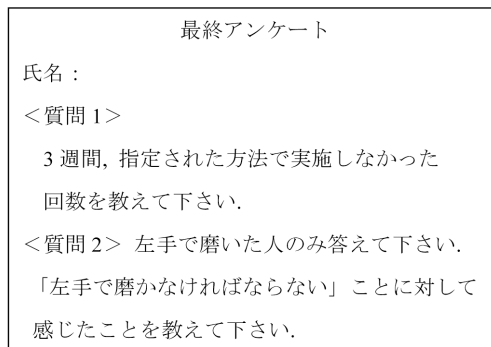 最終アンケート
氏名：
＜質問 1＞
3 週間, 指定された方法で実施しなかった
回数を教えて下さい.
＜質問 2＞ 左手で磨いた人のみ答えて下さい.
「左手で磨かなければならない」ことに対して
感じたことを教えて下さい.